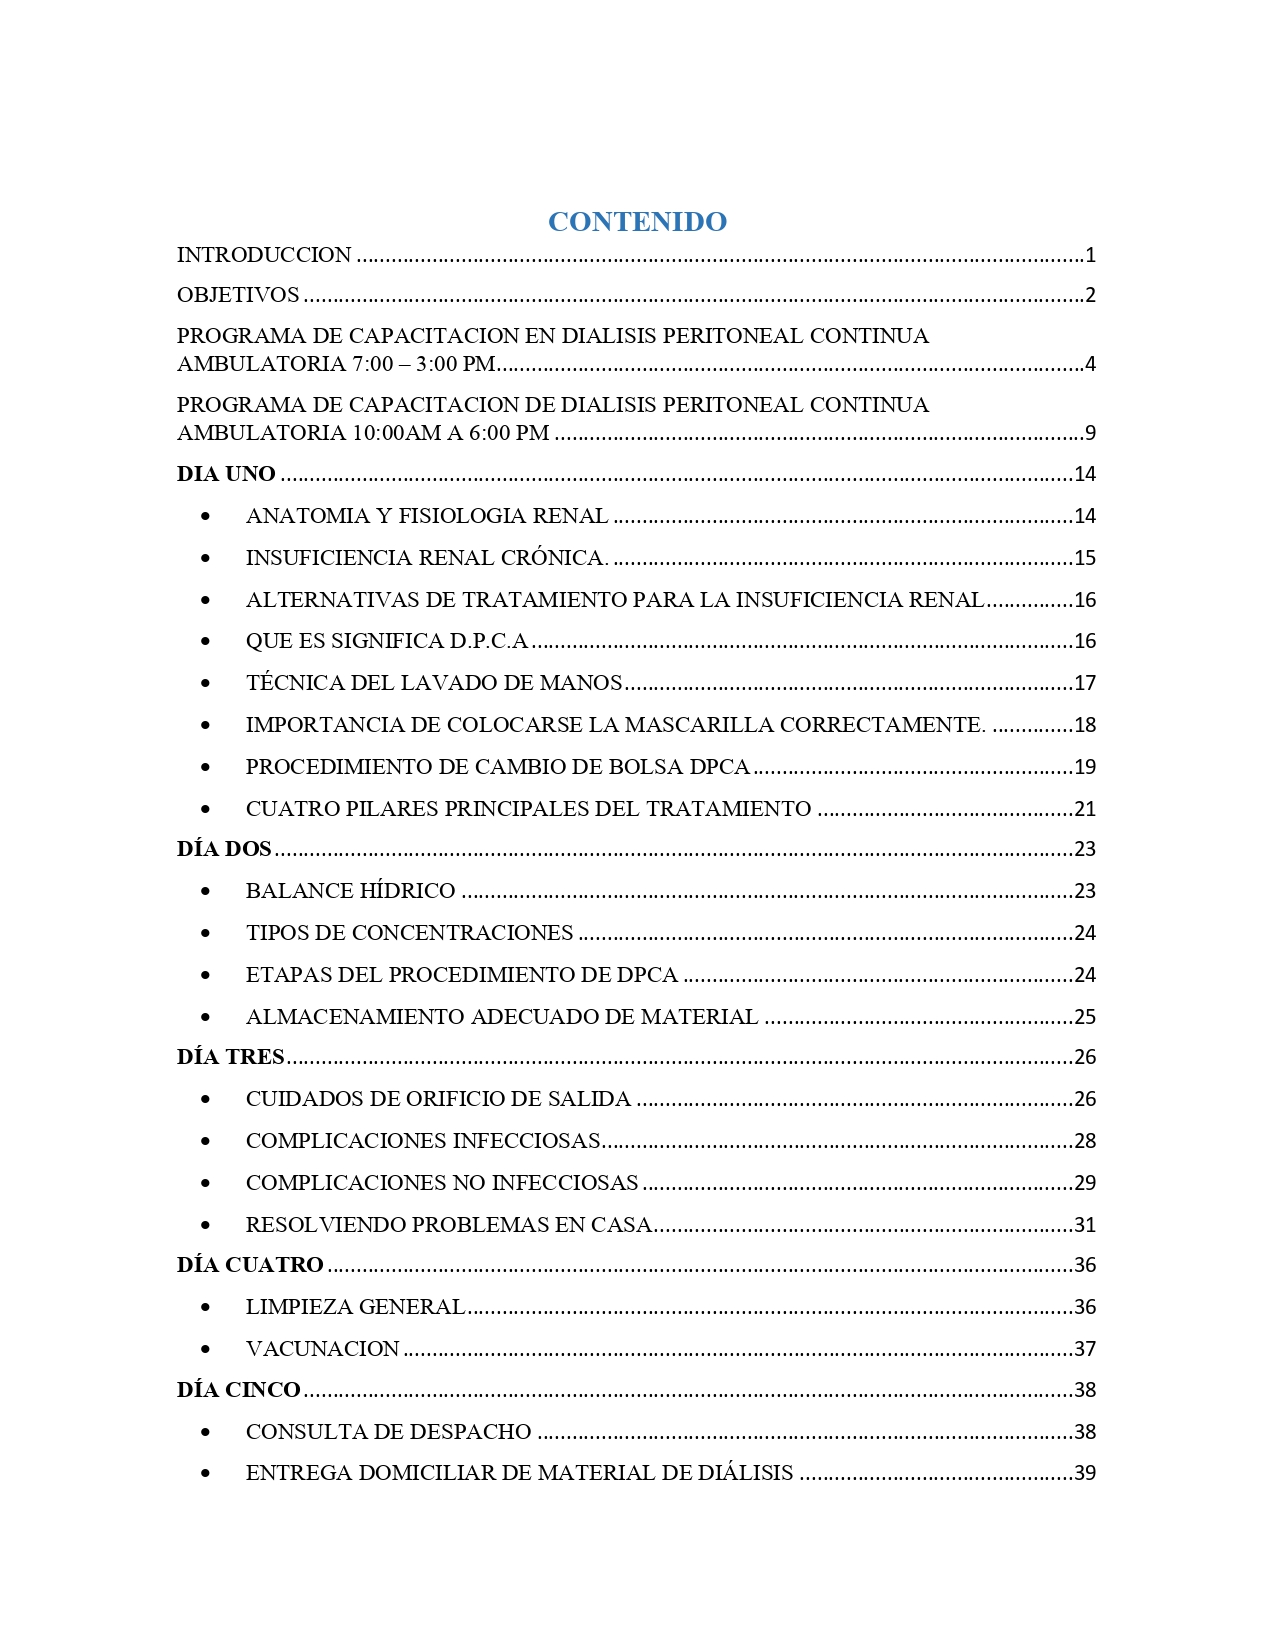 CONTENIDO
INTRODUCCION ........................................................................................................................1
OBJETIVOS ........................................................................................................................2
PROGRAMA DE CAPACITACION EN DIALISIS PERITONEAL CONTINUA
AMBULATORIA 7:00 – 3:00 PM........................................................................................................4
PROGRAMA DE CAPACITACION DE DIALISIS PERITONEAL CONTINUA
AMBULATORIA 10:00AM A 6:00 PM ............................................................................................9
DIA UNO ........................................................................................................................14
• ANATOMIA Y FISIOLOGIA RENAL ................................................................................14
• INSUFICIENCIA RENAL CRÓNICA. ................................................................................15
• ALTERNATIVAS DE TRATAMIENTO PARA LA INSUFICIENCIA RENAL...............16
• QUE ES SIGNIFICA D.P.C.A ..............................................................................................16
• TÉCNICA DEL LAVADO DE MANOS..............................................................................17
• IMPORTANCIA DE COLOCARSE LA MASCARILLA CORRECTAMENTE. ..............18
• PROCEDIMIENTO DE CAMBIO DE BOLSA DPCA........................................................19
• CUATRO PILARES PRINCIPALES DEL TRATAMIENTO .............................................21
DÍA DOS ........................................................................................................................23
• BALANCE HÍDRICO ..........................................................................................................23
• TIPOS DE CONCENTRACIONES ......................................................................................24
• ETAPAS DEL PROCEDIMIENTO DE DPCA ....................................................................24
• ALMACENAMIENTO ADECUADO DE MATERIAL ......................................................25
DÍA TRES........................................................................................................................26
• CUIDADOS DE ORIFICIO DE SALIDA ............................................................................26
• COMPLICACIONES INFECCIOSAS..................................................................................28
• COMPLICACIONES NO INFECCIOSAS ...........................................................................29
• RESOLVIENDO PROBLEMAS EN CASA.........................................................................31
DÍA CUATRO ........................................................................................................................36
• LIMPIEZA GENERAL.........................................................................................................36
• VACUNACION ....................................................................................................................37
DÍA CINCO ........................................................................................................................38
• CONSULTA DE DESPACHO .............................................................................................38
• ENTREGA DOMICILIAR DE MATERIAL DE DIÁLISIS ................................................39